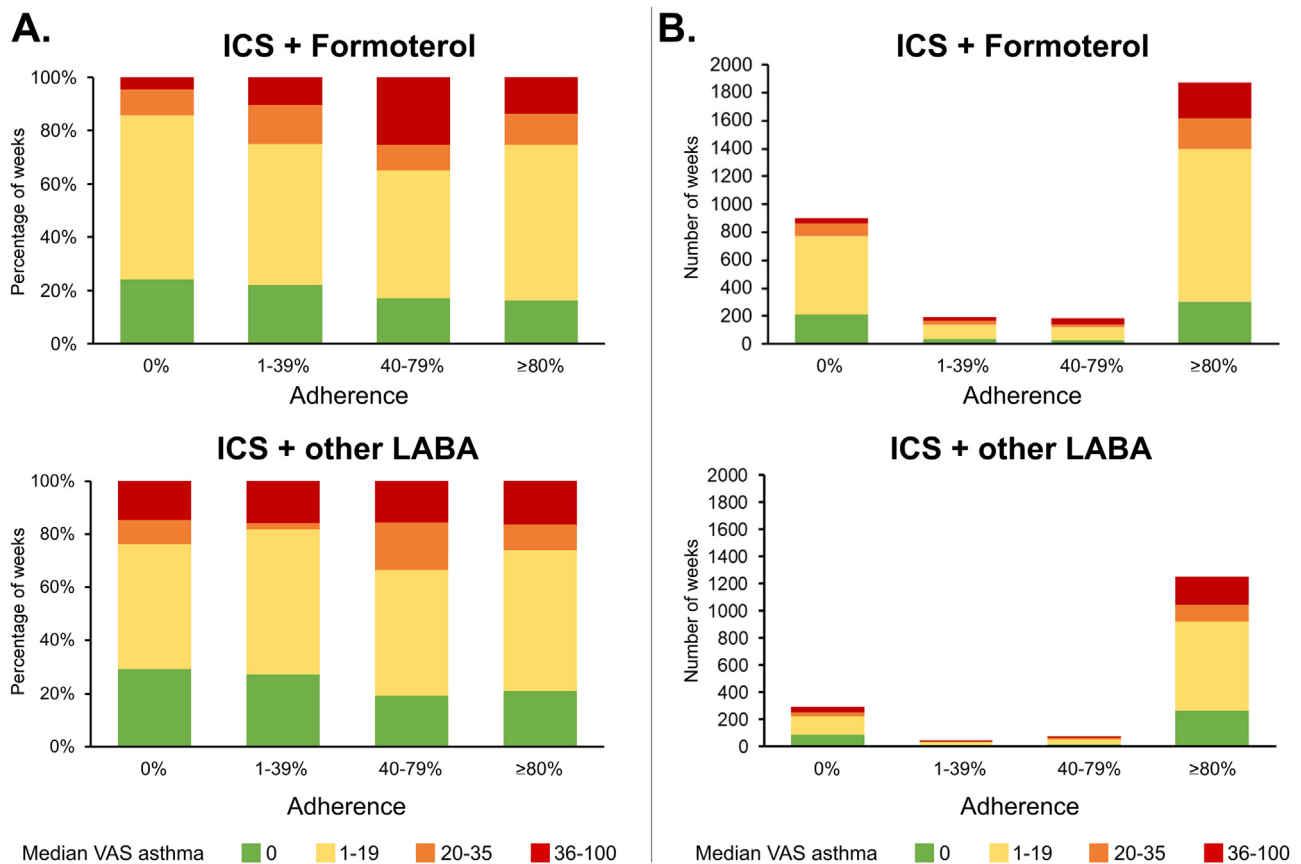 A.
ICS + Formoterol
Percentage of weeks
100%
80%
60%
40%
20%
0%
0% 1-39% 40-79% ≥80%
Adherence
ICS + other LABA
Percentage of weeks
100%
80%
60%
40%
20%
0%
0% 1-39% 40-79% ≥80%
Adherence
Median VAS asthma 0 1-19 20-35 36-100
B.
ICS + Formoterol
Number of weeks
2000
1800
1600
1400
1200
1000
800
600
400
200
0
0% 1-39% 40-79% ≥80%
Adherence
ICS + other LABA
Number of weeks
2000
1800
1600
1400
1200
1000
800
600
400
200
0
0% 1-39% 40-79% ≥80%
Adherence
Median VAS asthma 0 1-19 20-35 36-100